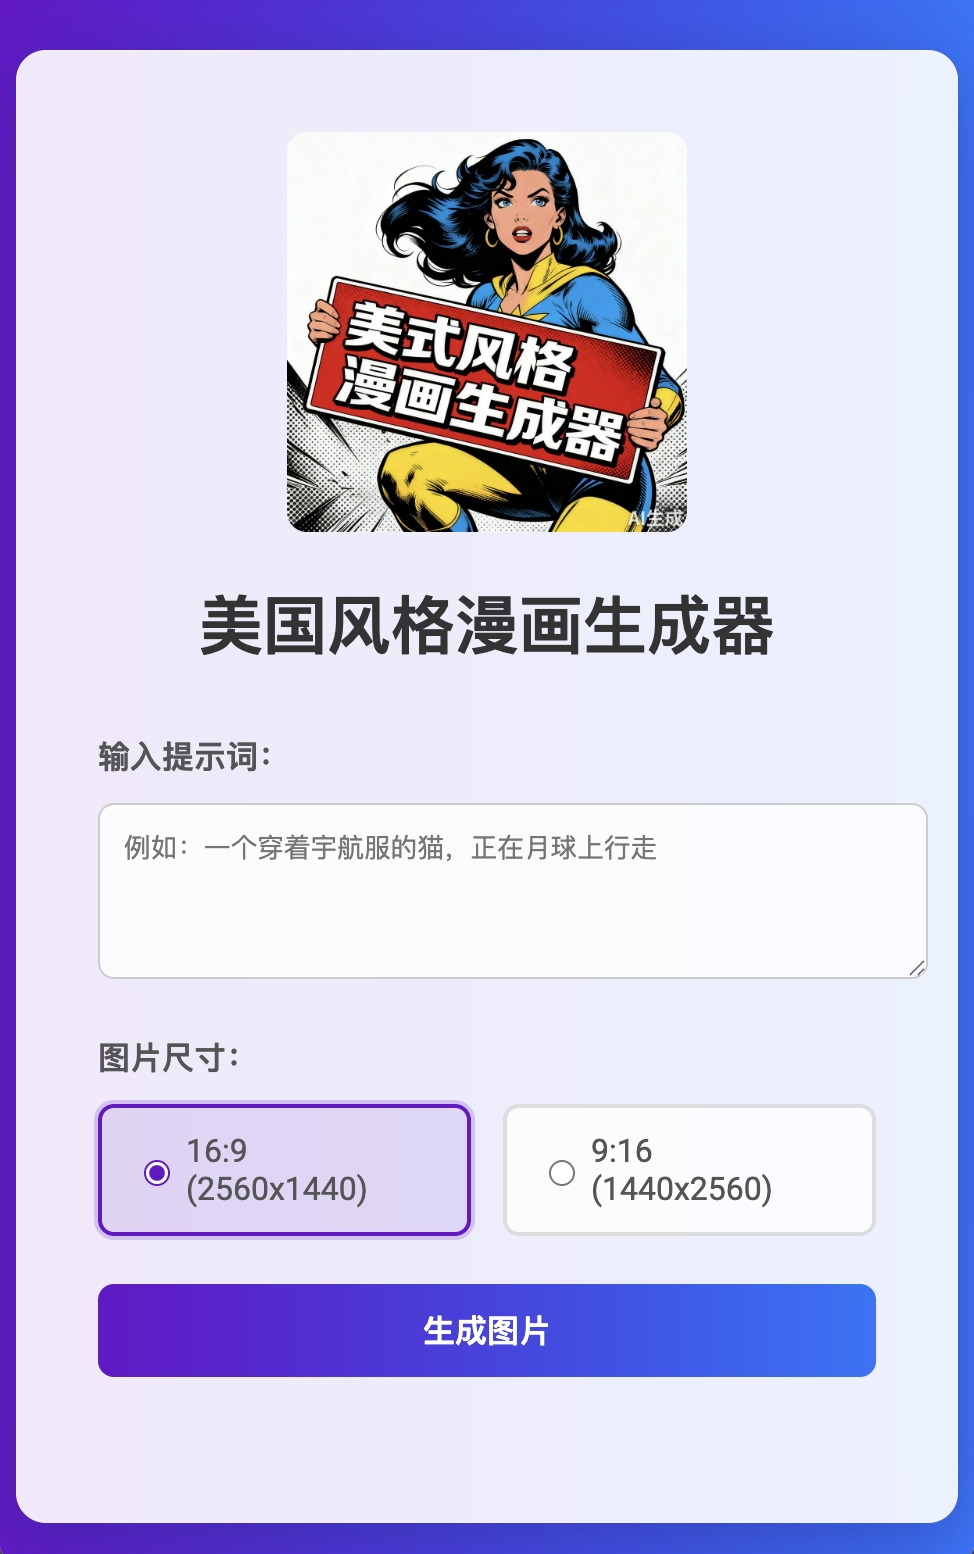 美式风格
漫画生成器
AI生成
美国风格漫画生成器
输入提示词：
例如：一个穿着宇航服的猫，正在月球上行走
图片尺寸：
16:9
(2560x1440)
9:16
(1440x2560)
生成图片